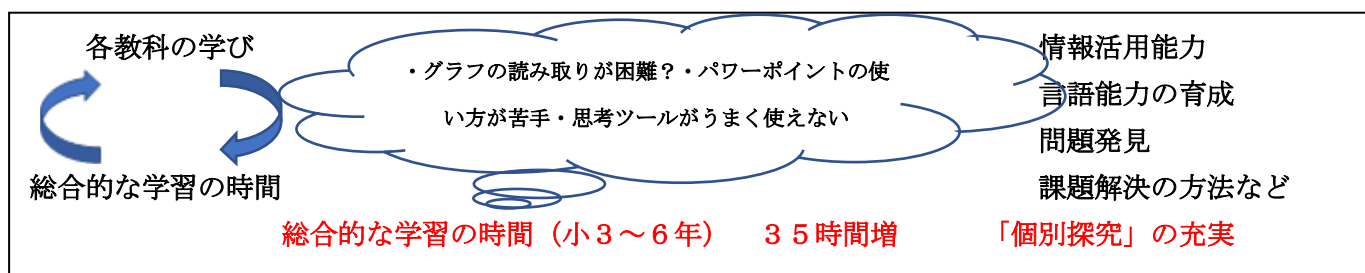 各教科の学び
総合的な学習の時間
・グラフの読み取りが困難？・パワーポイントの使
い方が苦手・思考ツールがうまく使えない
情報活用能力
言語能力の育成
問題発見
課題解決の方法など
総合的な学習の時間（小３～６年）　３５時間増　「個別探究」の充実